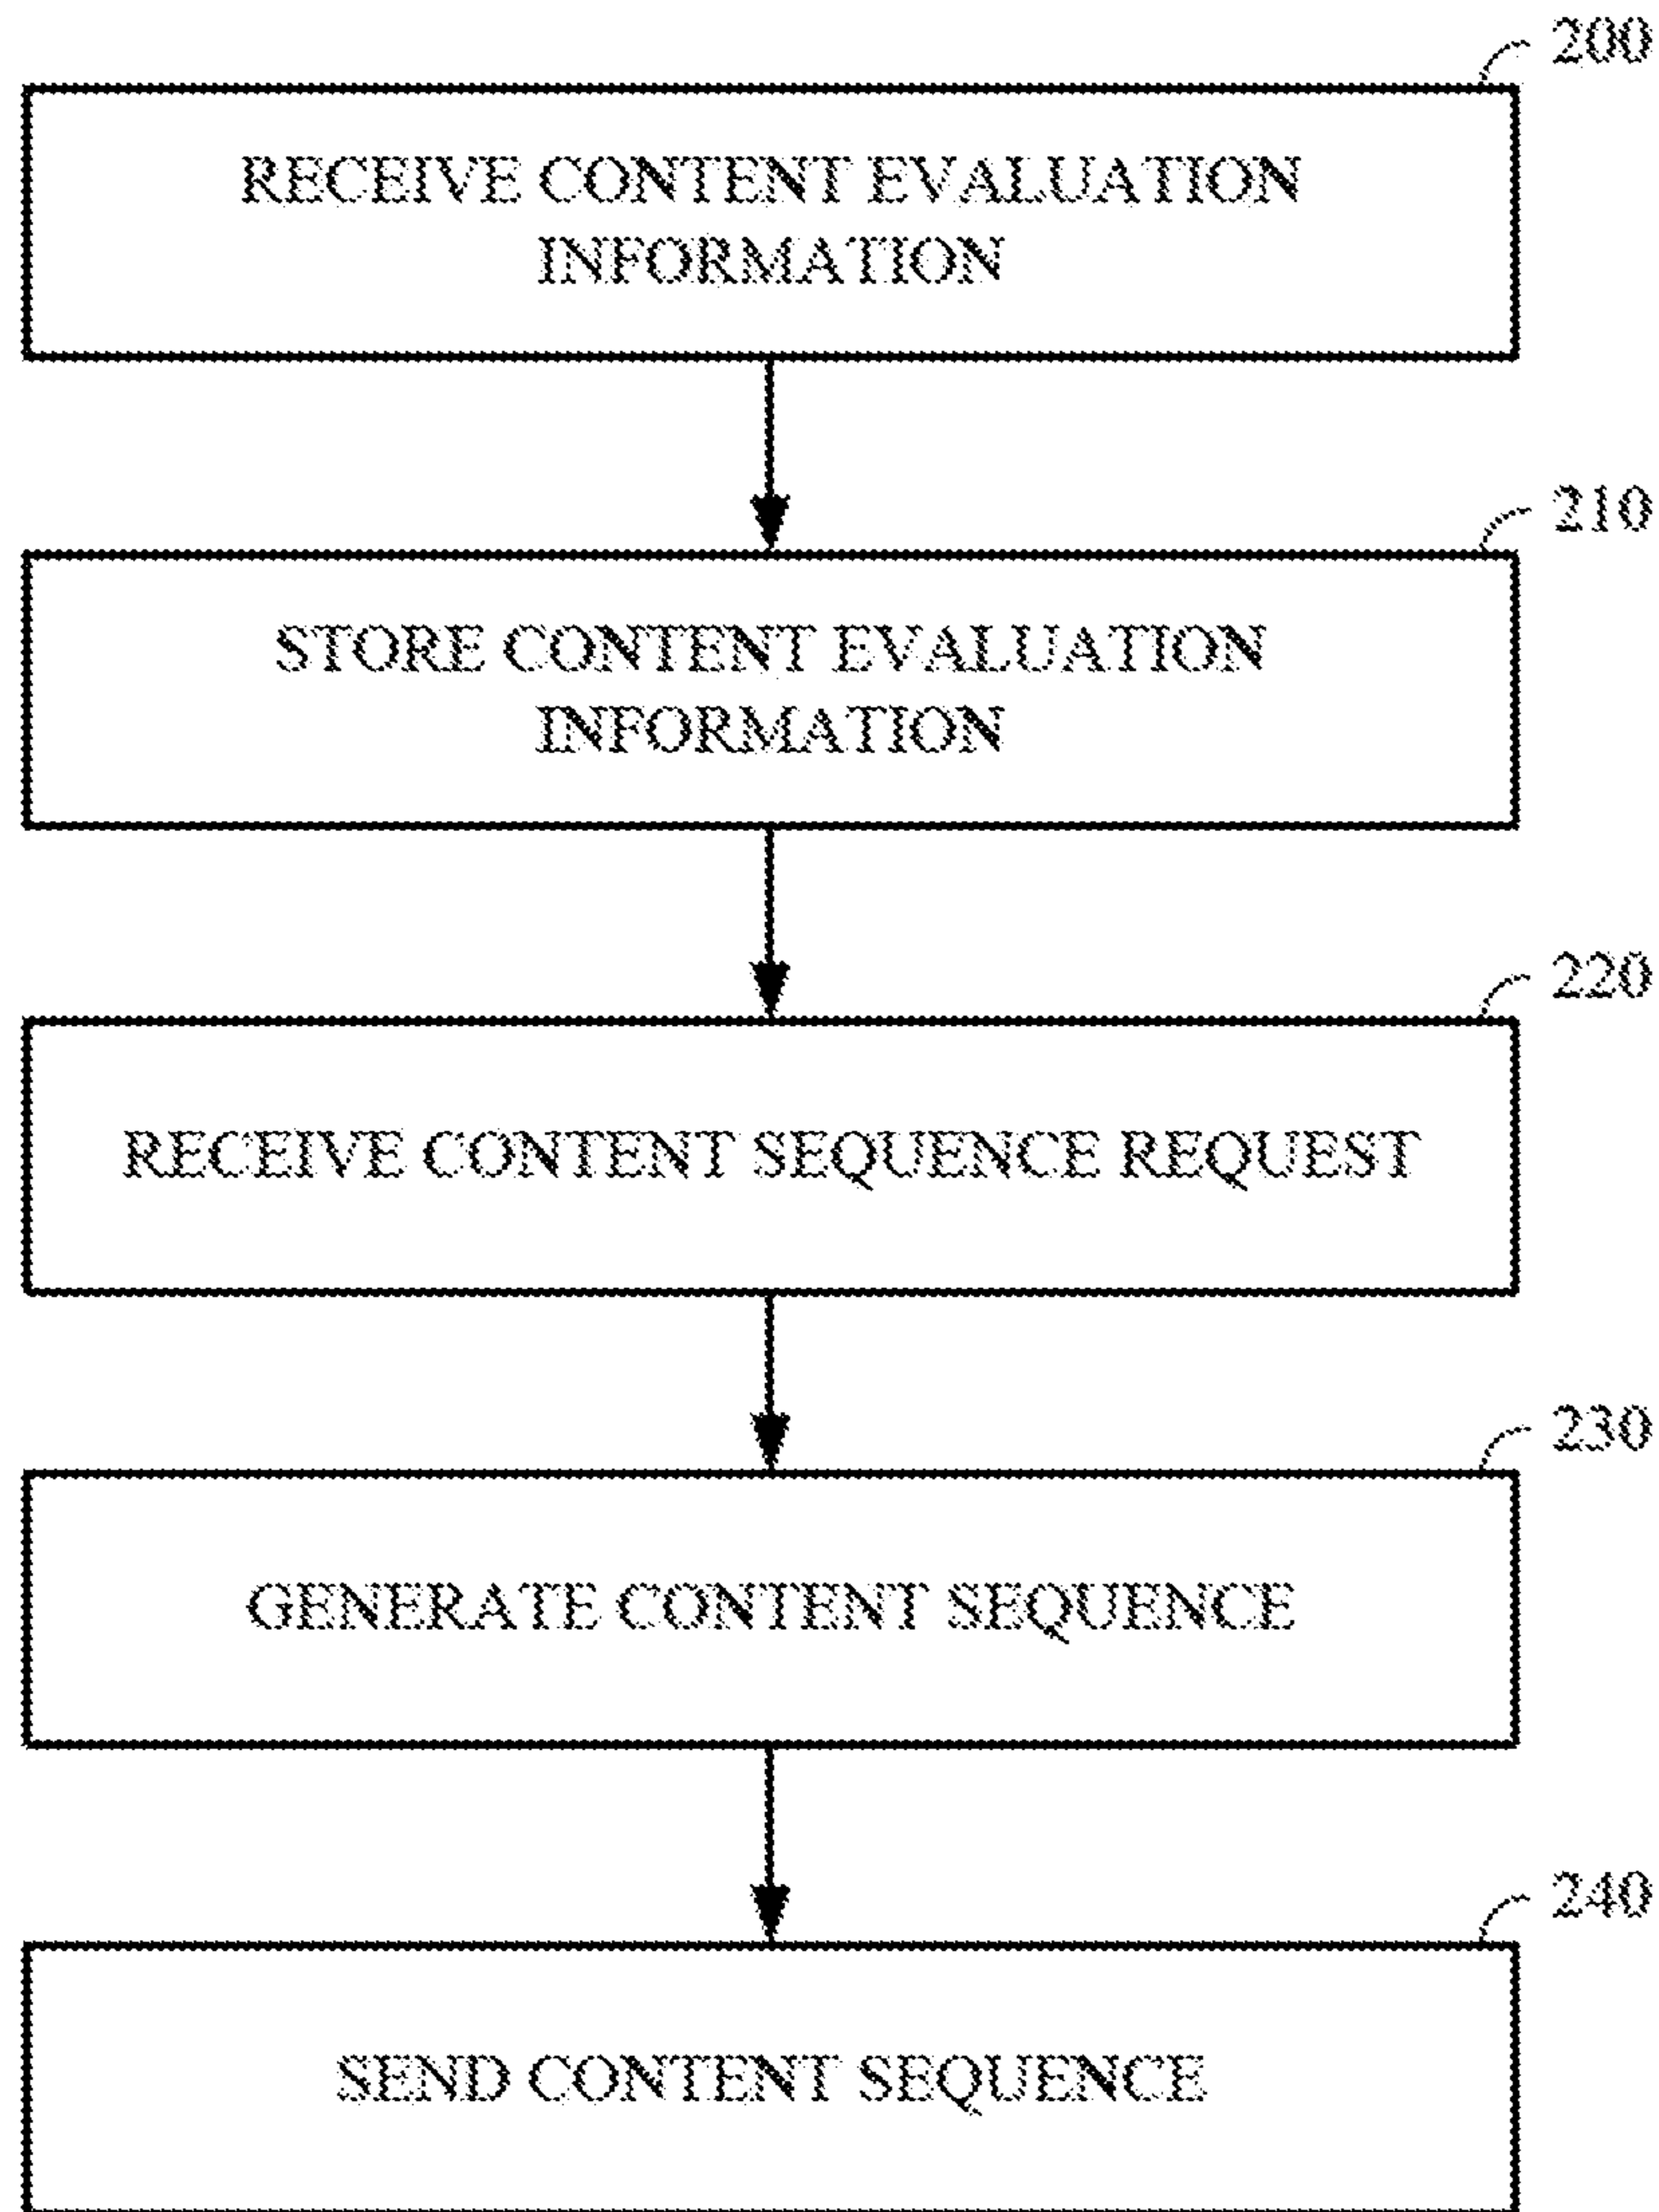 200
RECEIVE CONTENT EVALUATION
INFORMATION
210
STORE CONTENT EVALUATION
INFORMATION
220
RECEIVE CONTENT SEQUENCE REQUEST
230
GENERATE CONTENT SEQUENCE
240
SEND CONTENT SEQUENCE